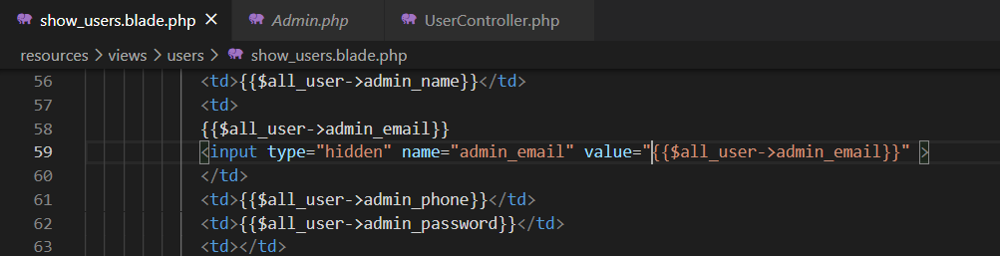 show_users.blade.php × Admin.php UserController.php
resources > views > users > show_users.blade.php
56 <td>{{$all_user->admin_name}}</td>
57 <td>
58 {{$all_user->admin_email}}
59 <input type="hidden" name="admin_email" value="{{$all_user->admin_email}}" >
60 </td>
61 <td>{{$all_user->admin_phone}}</td>
62 <td>{{$all_user->admin_password}}</td>
63 <td></td>